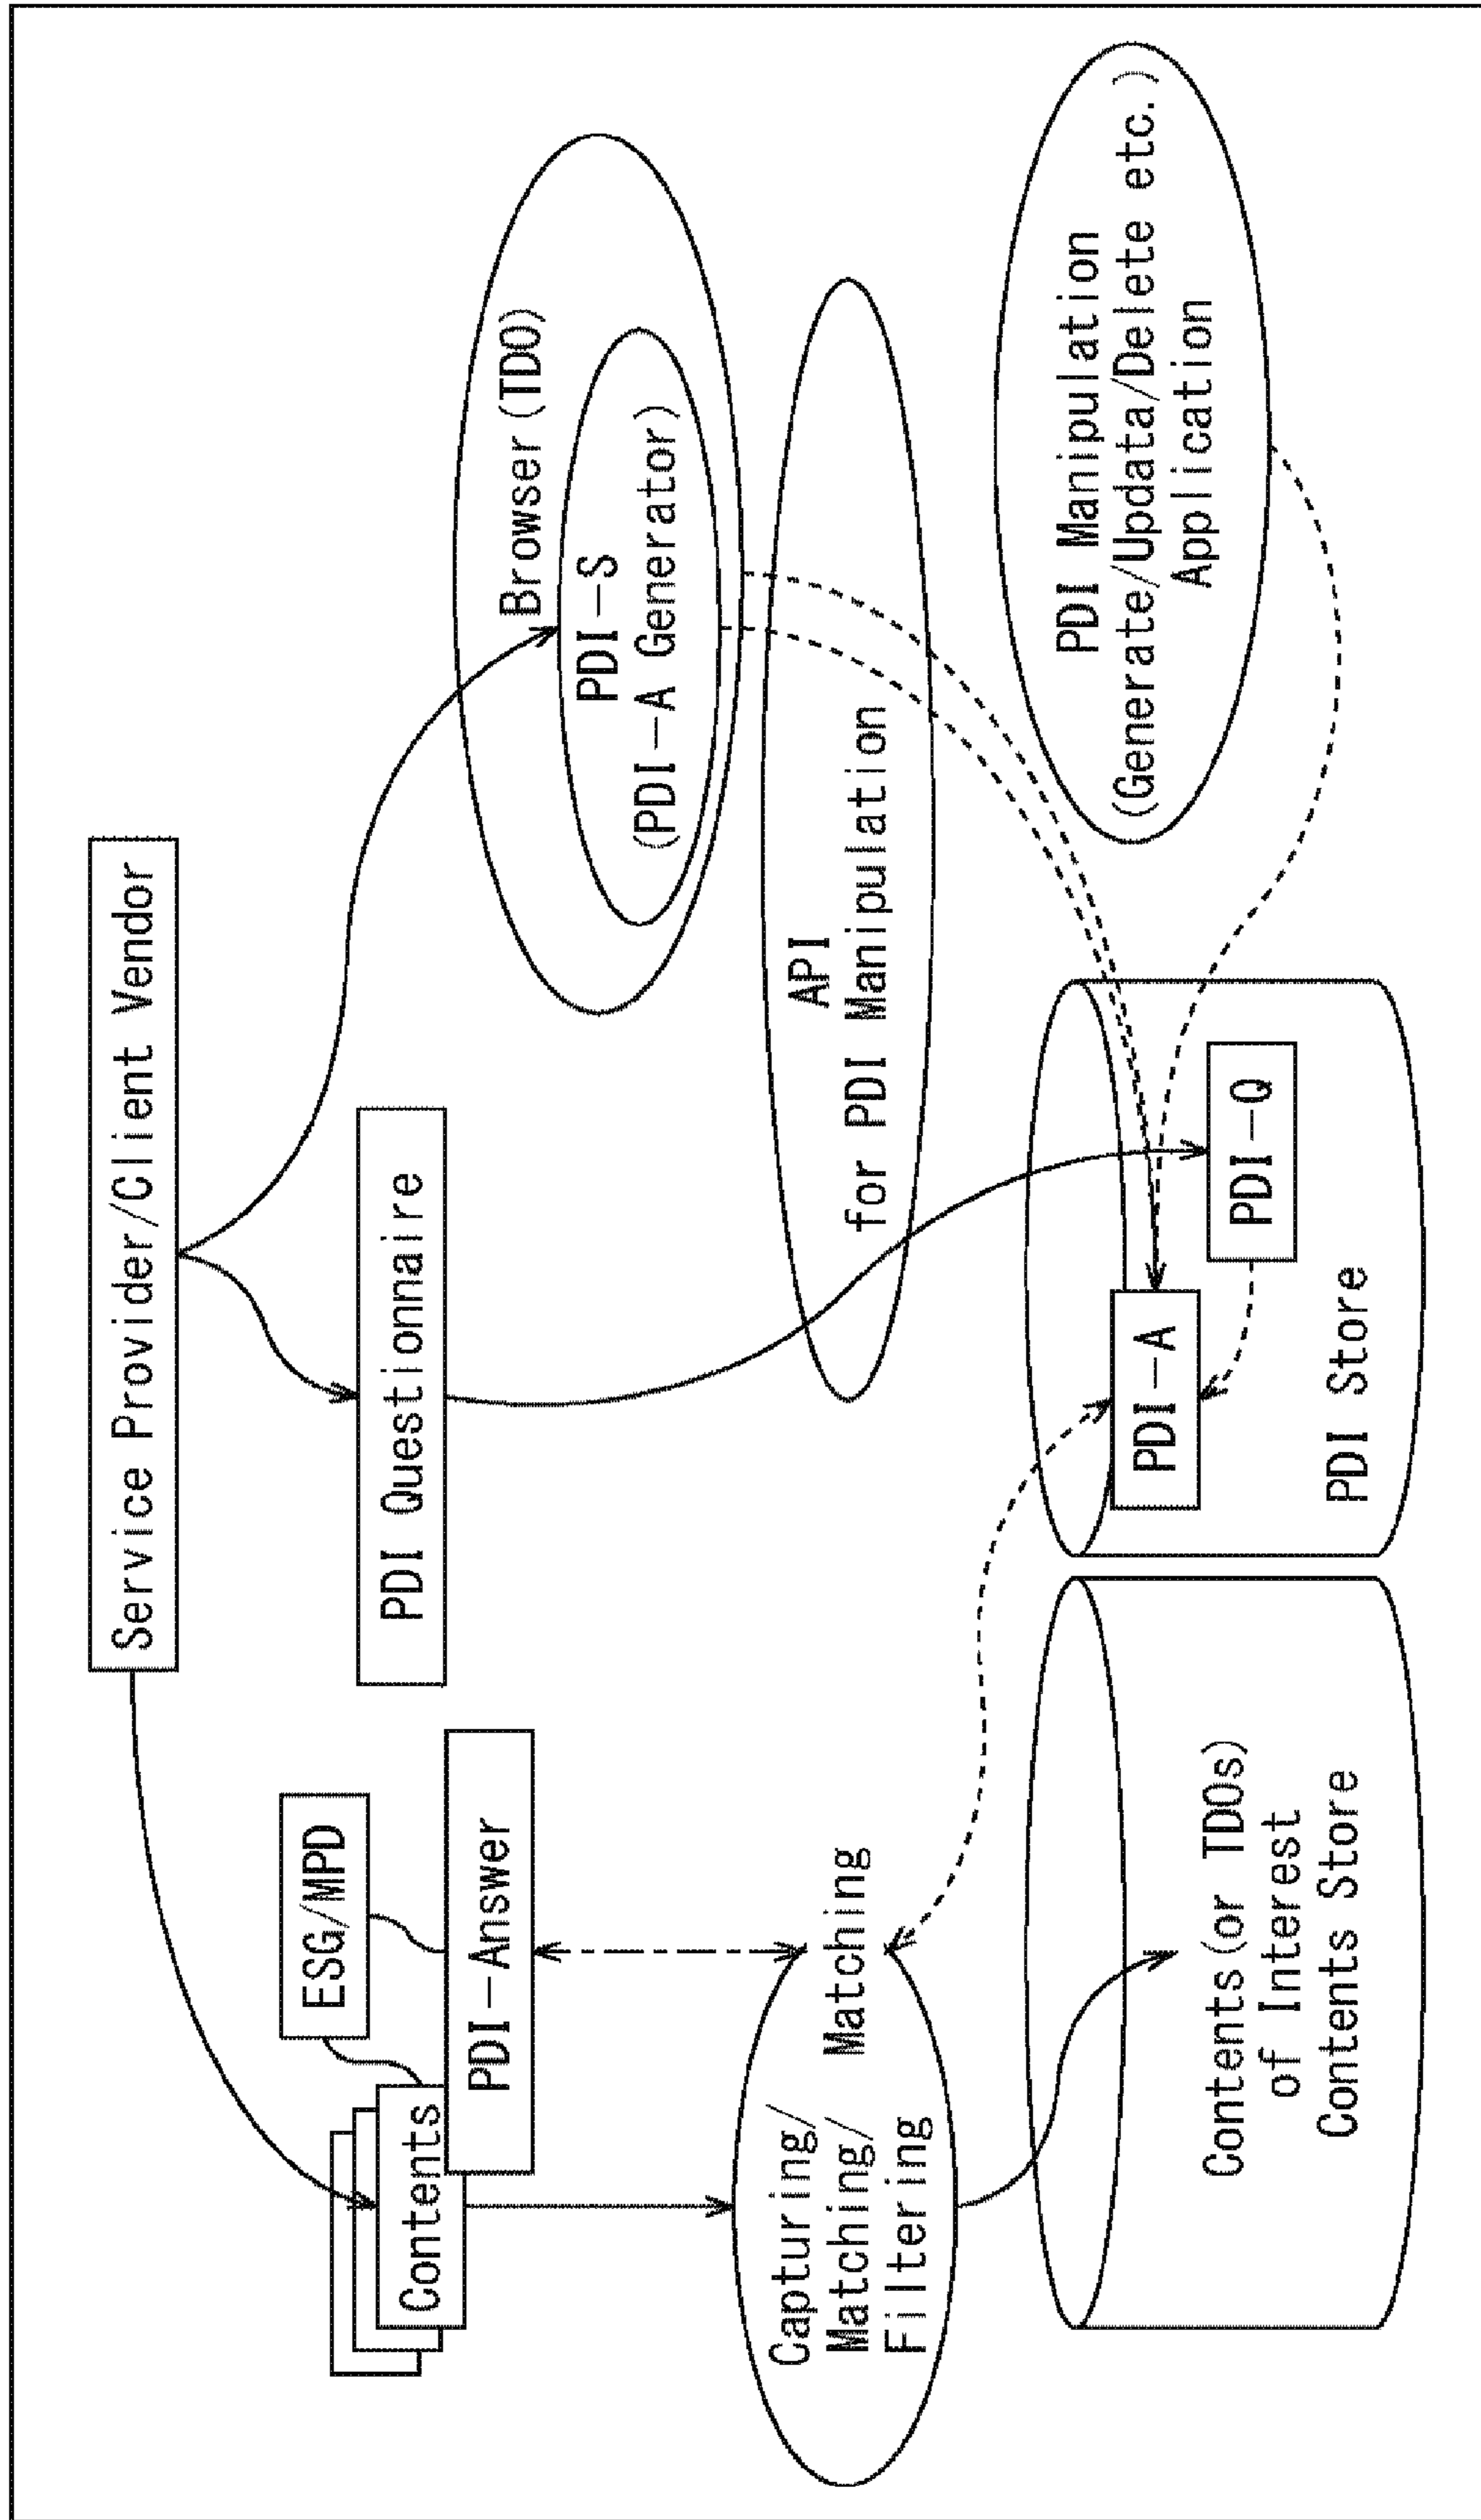 Service Provider/Client Vendor
ESG/MPD
Contents
PDI-Answer
PDI Questionnaire
Browser(TDO)
PDI-S
(PDI-A Generator)
Capturing/
Matching/
Filtering
Matching
API
for PDI Manipulation
PDI Manipulation
(Generate/Updata/Delete etc.)
Application
Contents(or TDOs)
of Interest
Contents Store
PDI-A
PDI-Q
PDI Store